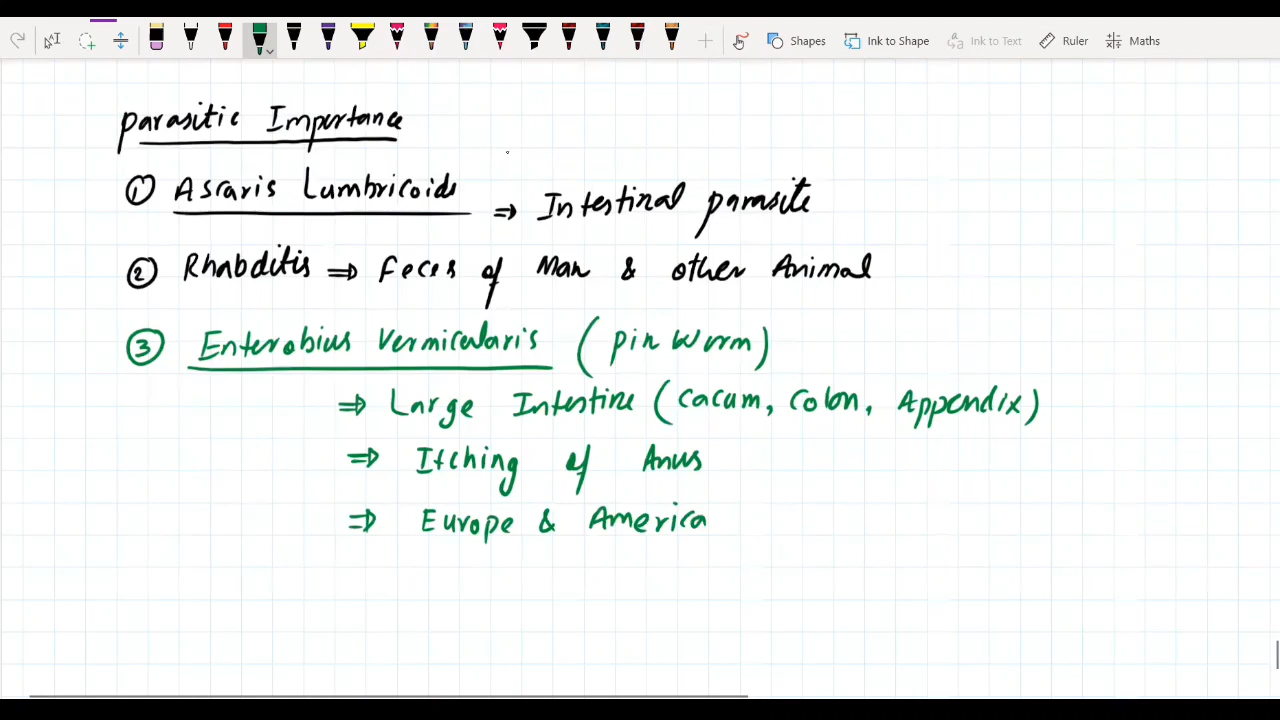 Shapes Ink to Shape Ink to Text Ruler Maths
Parasitic Importance
① Ascaris Lumbricoids ⇒ Intestinal parasite
② Rhabditis ⇒ Feces of Man & other Animal
③ Enterobius Vermicularis (Pin Worm)
⇒ Large Intestine (Cacum, Colon, Appendix)
⇒ Itching of Anus
⇒ Europe & America